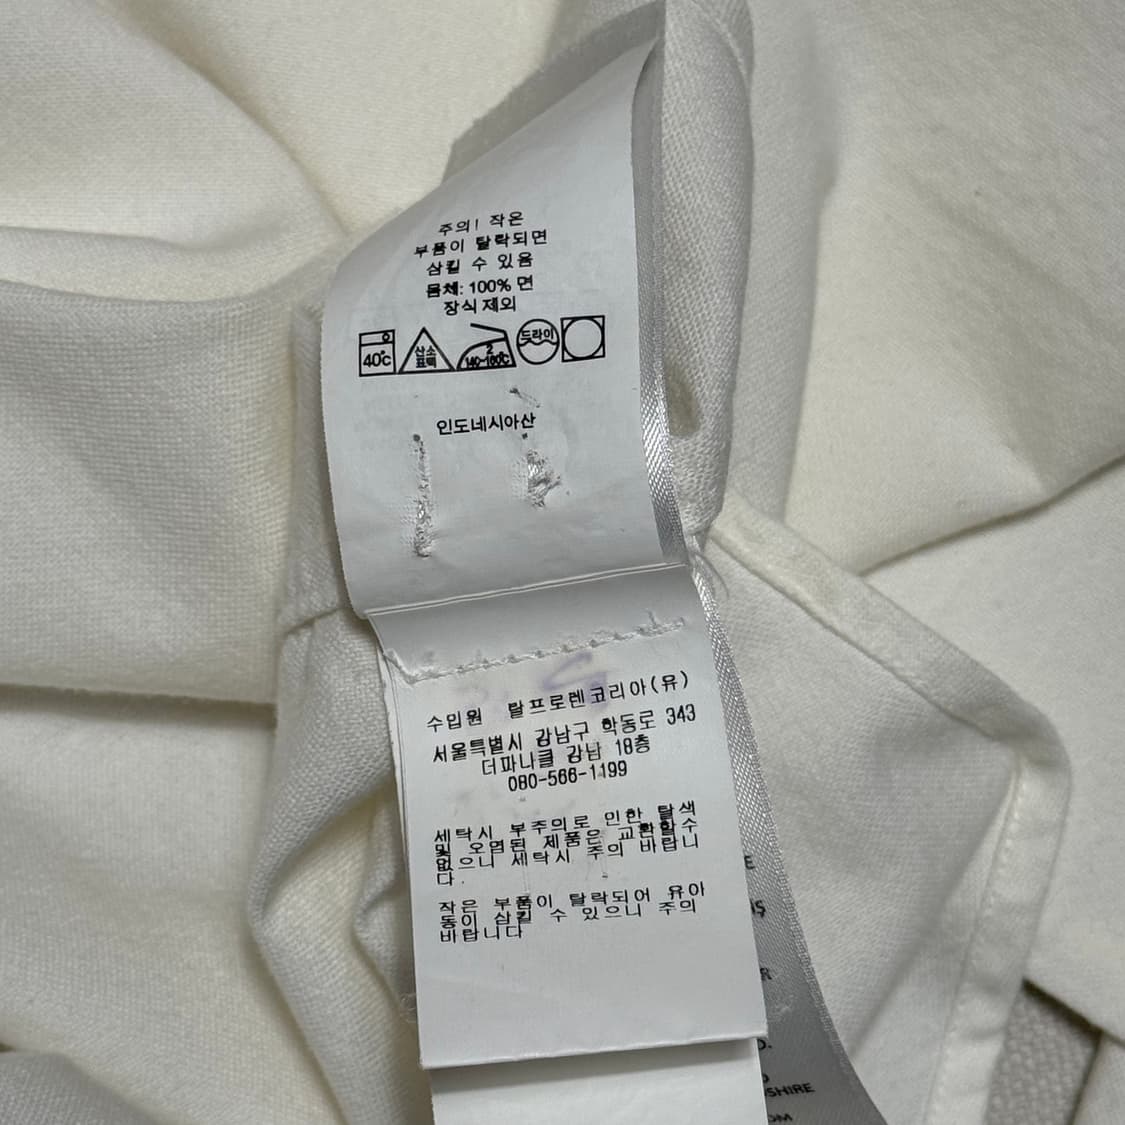 주의! 작은
부품이 탈락되면
삼킬 수 있음
몸체: 100% 면
장식 제외
40℃
산소
표백
2
140~160℃
드라이
인도네시아산
수입원 랄프로렌코리아(유)
서울특별시 강남구 학동로 343
더피나클 강남 18층
080-566-1199
세탁시 부주의로 인한 탈색
및 오염된 제품은 교환할수
없으니 세탁시 주의 바랍니
다.
작은 부품이 탈락되어 유아
동이 삼킬 수 있으니 주의
바랍니다
E
IŞ
R
D.
SHIRE
OM